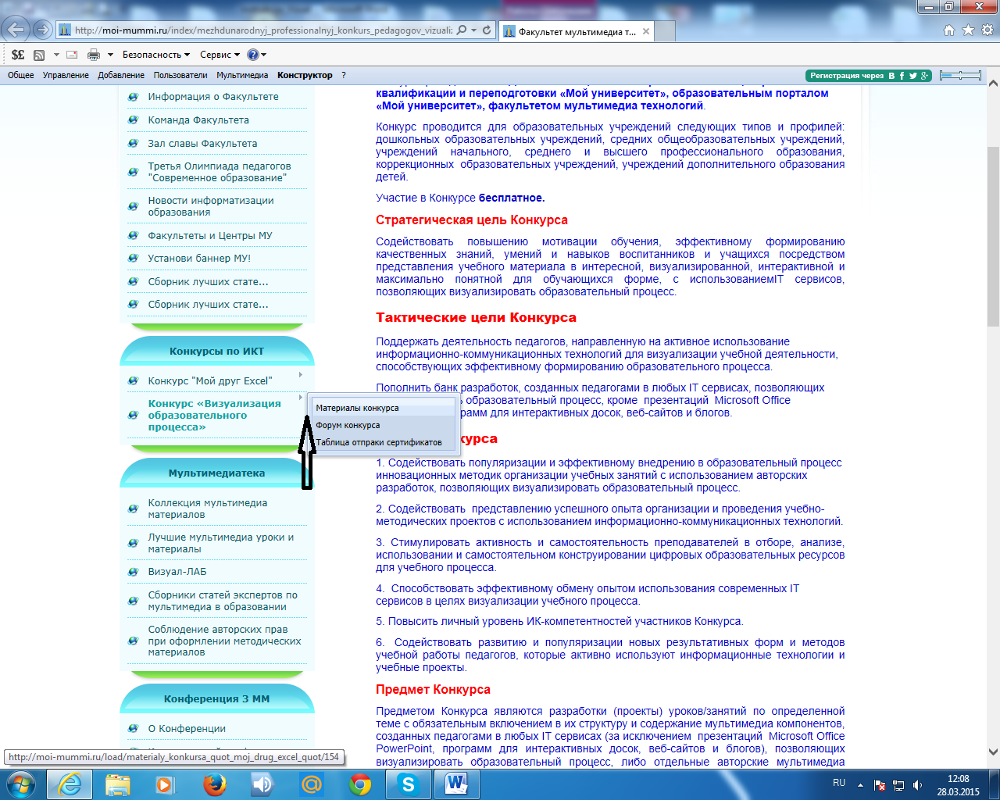 http://moi-mummi.ru/index/mezhdunarodnyj_professionalnyj_konkurs_pedagogov_vizuali
Факультет мультимедиа т...
Безопасность
Сервис
Общее Управление Добавление Пользователи Мультимедиа Конструктор ?
Регистрация через
Информация о Факультете
Команда Факультета
Зал славы Факультета
Третья Олимпиада педагогов
"Современное образование"
Новости информатизации
образования
Факультеты и Центры МУ
Установи баннер МУ!
Сборник лучших стате...
Сборник лучших стате...
Конкурсы по ИКТ
Конкурс "Мой друг Excel"
Конкурс «Визуализация
образовательного
процесса»
Материалы конкурса
Форум конкурса
Таблица отпраки сертификатов
Мультимедиатека
Коллекция мультимедиа
материалов
Лучшие мультимедиа уроки и
материалы
Визуал-ЛАБ
Сборники статей экспертов по
мультимедиа в образовании
Соблюдение авторских прав
при оформлении методических
материалов
Конференция 3 ММ
О Конференции
квалификации и переподготовки «Мой университет», образовательным порталом
«Мой университет», факультетом мультимедиа технологий.
Конкурс проводится для образовательных учреждений следующих типов и профилей:
дошкольных образовательных учреждений, средних общеобразовательных учреждений,
учреждений начального, среднего и высшего профессионального образования,
коррекционных образовательных учреждений, учреждений дополнительного образования
детей.
Участие в Конкурсе бесплатное.
Стратегическая цель Конкурса
Содействовать повышению мотивации обучения, эффективному формированию
качественных знаний, умений и навыков воспитанников и учащихся посредством
представления учебного материала в интересной, визуализированной, интерактивной и
максимально понятной для обучающихся форме, с использованиемIT сервисов,
позволяющих визуализировать образовательный процесс.
Тактические цели Конкурса
Поддержать деятельность педагогов, направленную на активное использование
информационно-коммуникационных технологий для визуализации учебной деятельности,
способствующих эффективному формированию образовательного процесса.
Пополнить банк разработок, созданных педагогами в любых IT сервисах, позволяющих
образовательный процесс, кроме презентаций Microsoft Office
рамм для интерактивных досок, веб-сайтов и блогов.
курса
1. Содействовать популяризации и эффективному внедрению в образовательный процесс
инновационных методик организации учебных занятий с использованием авторских
разработок, позволяющих визуализировать образовательный процесс.
2. Содействовать представлению успешного опыта организации и проведения учебно-
методических проектов с использованием информационно-коммуникационных технологий.
3. Стимулировать активность и самостоятельность преподавателей в отборе, анализе,
использовании и самостоятельном конструировании цифровых образовательных ресурсов
для учебного процесса.
4. Способствовать эффективному обмену опытом использования современных IT
сервисов в целях визуализации учебного процесса.
5. Повысить личный уровень ИК-компетентностей участников Конкурса.
6. Содействовать развитию и популяризации новых результативных форм и методов
учебной работы педагогов, которые активно используют информационные технологии и
учебные проекты.
Предмет Конкурса
Предметом Конкурса являются разработки (проекты) уроков/занятий по определенной
теме с обязательным включением в их структуру и содержание мультимедиа компонентов,
созданных педагогами в любых IT сервисах (за исключением презентаций Microsoft Office
PowerPoint, программ для интерактивных досок, веб-сайтов и блогов), позволяющих
визуализировать образовательный процесс, либо отдельные авторские мультимедиа
http://moi-mummi.ru/load/materialy_konkursa_quot_moj_drug_excel_quot/154
RU
12:08
28.03.2015